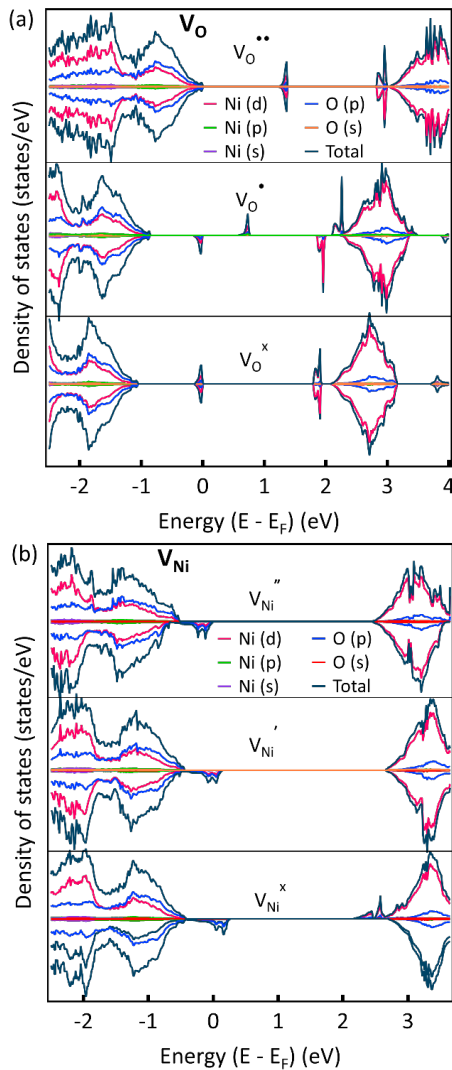 (a)
V_O
V_O^••
Ni (d) O (p)
Ni (p) O (s)
Ni (s) Total
V_O^•
V_O^x
Density of states (states/eV)
-2 -1 0 1 2 3 4
Energy (E - E_F) (eV)
(b)
V_Ni
V_Ni^″
Ni (d) O (p)
Ni (p) O (s)
Ni (s) Total
V_Ni^′
V_Ni^x
Density of states (states/eV)
-2 -1 0 1 2 3
Energy (E - E_F) (eV)